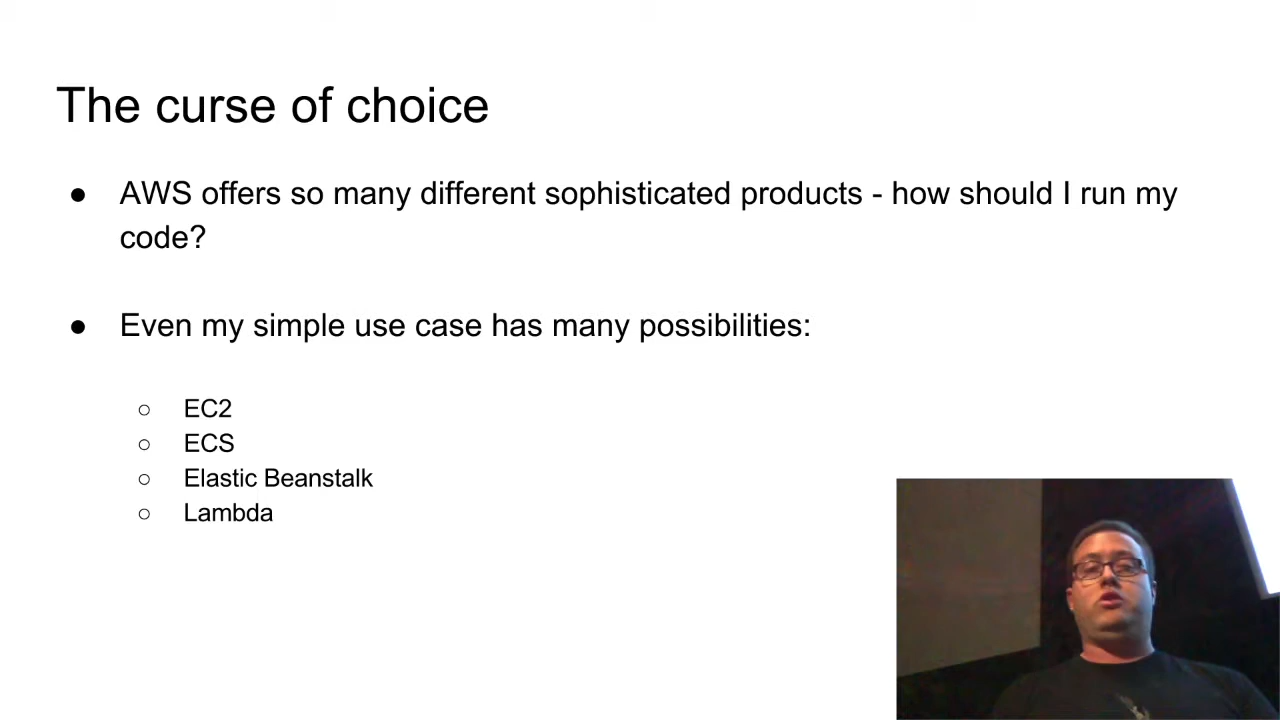 The curse of choice
● AWS offers so many different sophisticated products - how should I run my
code?
● Even my simple use case has many possibilities:
○ EC2
○ ECS
○ Elastic Beanstalk
○ Lambda